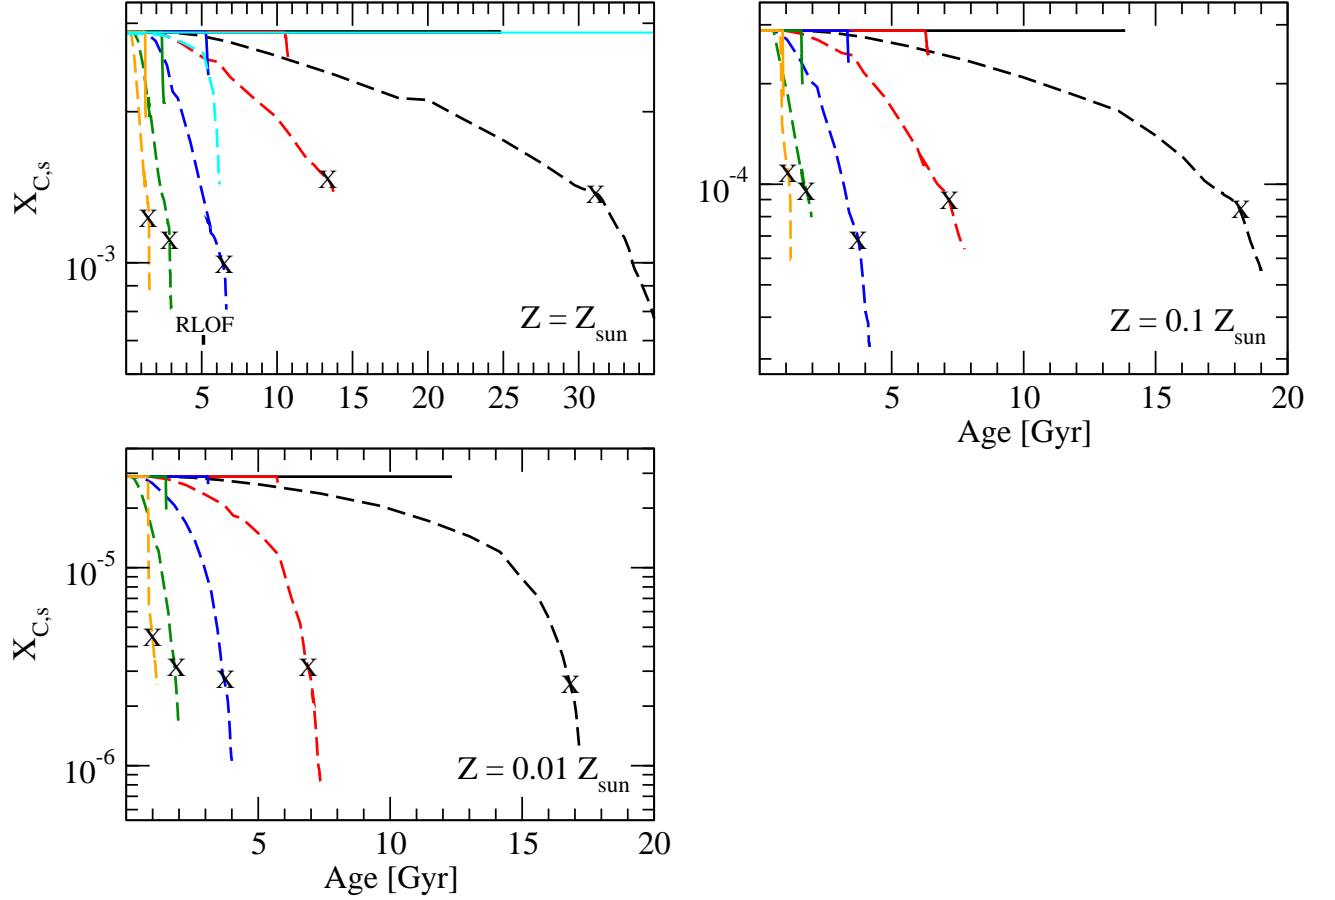 X_{C,s}
10^{-3}
X
X
X
X
X
RLOF
Z = Z_{sun}
5 10 15 20 25 30
10^{-4}
X
X
X
X
X
Z = 0.1 Z_{sun}
5 10 15 20
Age [Gyr]
X_{C,s}
10^{-5}
10^{-6}
X
X
X
X
X
Z = 0.01 Z_{sun}
5 10 15 20
Age [Gyr]